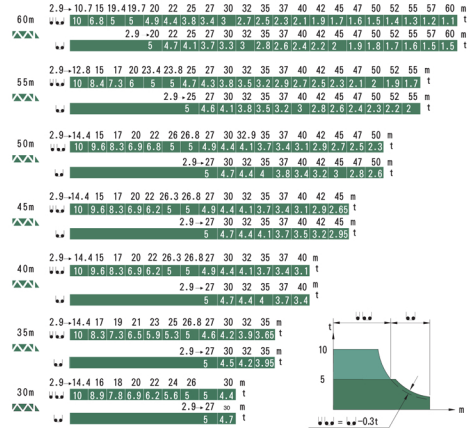 2.9→10.7 15 19.4 19.7 20 22 25 27 30 32 35 37 40 42 45 47 50 52 55 57 60 m
60m 10 6.8 5 5 4.9 4.4 3.8 3.4 3 2.7 2.5 2.3 2.1 1.9 1.7 1.6 1.5 1.4 1.3 1.2 1.1 t
2.9→20 22 25 27 30 32 35 37 40 42 45 47 50 52 55 57 60 m
5 4.7 4.1 3.7 3.3 3 2.8 2.6 2.4 2.2 2 1.9 1.8 1.7 1.6 1.5 1.5 t
2.9→12.8 15 17 20 22 23.4 23.8 25 27 30 32 35 37 40 42 45 47 50 52 55 m
55m 10 8.4 7.3 6 5 5 4.7 4.3 3.8 3.5 3.2 2.9 2.7 2.5 2.3 2.1 2 1.9 1.7 t
2.9→25 27 30 32 35 37 40 42 45 47 50 52 55 m
5 4.6 4.1 3.8 3.5 3.2 3 2.8 2.6 2.4 2.3 2.2 2 t
2.9→14.4 15 17 20 22 26 26.8 27 30 32.9 35 37 40 42 45 47 50 m
50m 10 9.6 8.3 6.9 6.8 5 5 4.9 4.4 4.1 3.7 3.4 3.1 2.9 2.7 2.5 2.3 t
2.9→27 30 32 35 37 40 42 45 47 50 m
5 4.7 4.4 4 3.8 3.4 3.2 3 2.8 2.6 t
2.9→14.4 15 17 20 22 26.3 26.8 27 30 32 35 37 40 42 45 m
45m 10 9.6 8.3 6.9 6.2 5 5 4.9 4.4 4.1 3.7 3.4 3.1 2.9 2.65 t
2.9→27 30 32 35 37 40 42 45 m
5 4.7 4.4 4.1 3.7 3.5 3.2 2.95 t
2.9→14.4 15 17 20 22 26.3 26.8 27 30 32 35 37 40 m
40m 10 9.6 8.3 6.9 6.2 5 5 4.9 4.4 4.1 3.7 3.4 3.1 t
2.9→27 30 32 35 37 40 m
5 4.7 4.4 4 3.7 3.4 t
2.9→14.4 17 19 21 23 25 26.8 27 30 32 35 m
35m 10 8.3 7.3 6.5 5.9 5.3 5 4.6 4.2 3.9 3.65 t
2.9→27 30 32 35 m
5 4.5 4.2 3.95 t
2.9→14.4 16 18 20 22 24 26 30 m
30m 10 8.9 7.8 6.9 6.2 5.6 5 4.4 t
2.9→27 30 m
5 4.7 t
t
10
5
m
= -0.3t